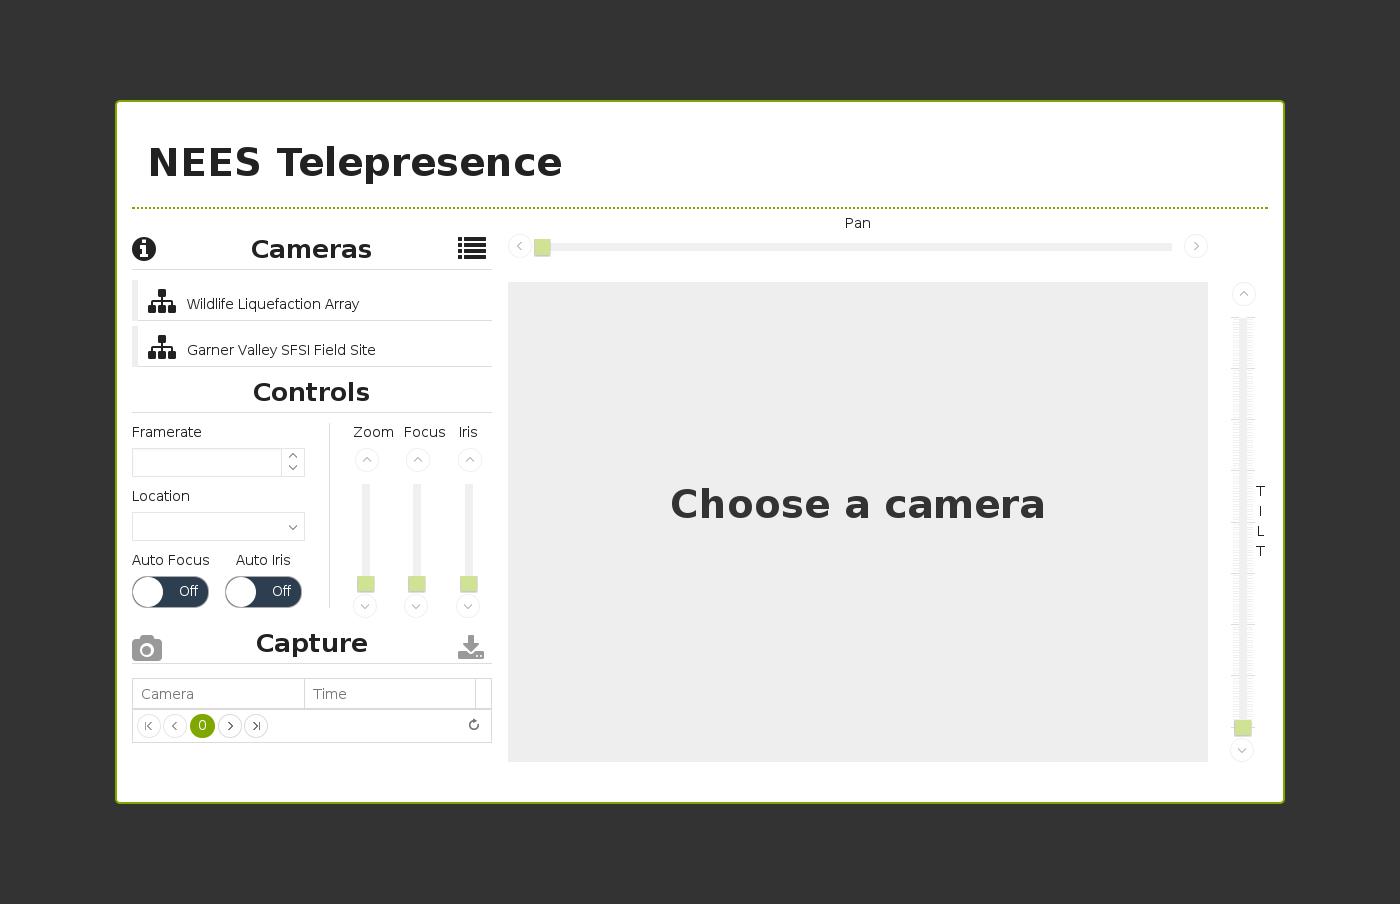 NEES Telepresence
Cameras
Wildlife Liquefaction Array
Garner Valley SFSI Field Site
Controls
Framerate
Location
Auto Focus Auto Iris
Off Off
Zoom Focus Iris
Capture
Camera Time
0
Pan
Choose a camera
T
I
L
T